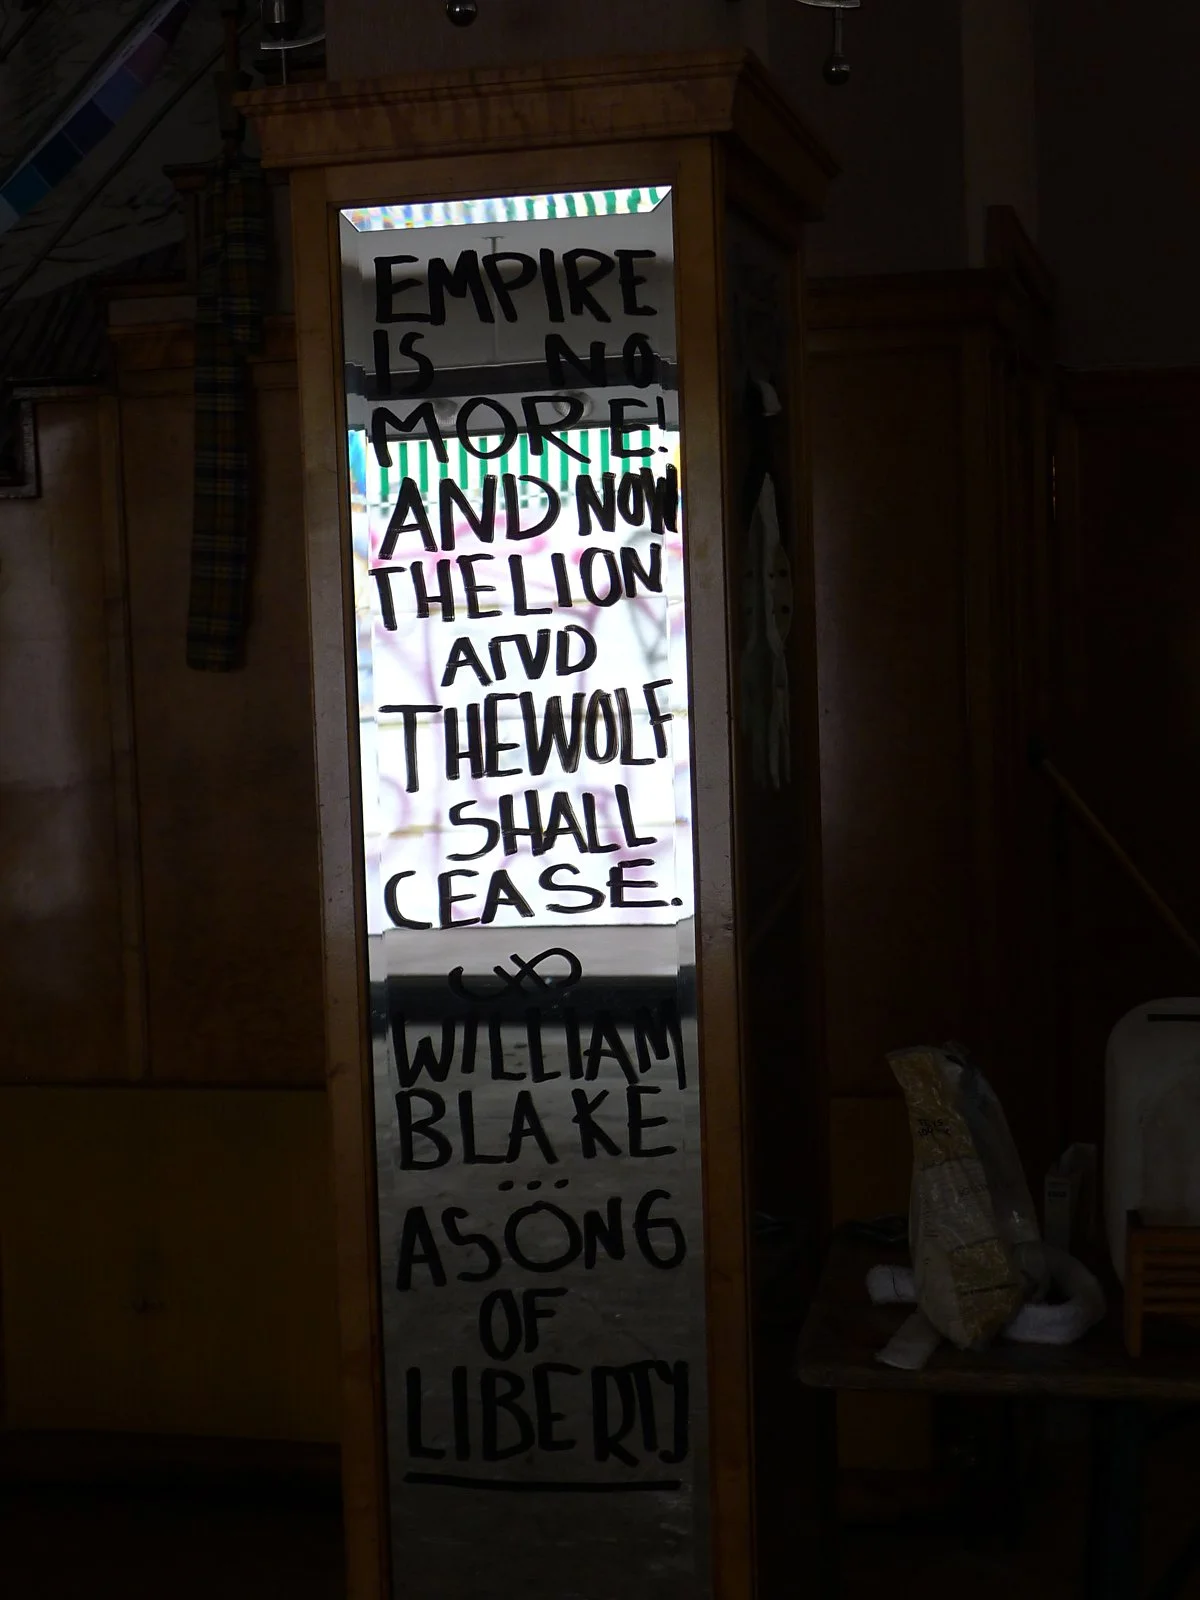 EMPIRE
IS NO
MORE!
AND NOW
THE LION
AND
THE WOLF
SHALL
CEASE.
WILLIAM
BLAKE
...
A SONG
OF
LIBERTY